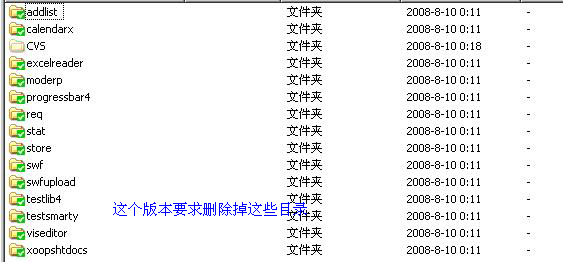 addlist 文件夹 2008-8-10 0:11 -
calendarx 文件夹 2008-8-10 0:11 -
CVS 文件夹 2008-8-10 0:18 -
excelreader 文件夹 2008-8-10 0:11 -
moderp 文件夹 2008-8-10 0:11 -
progressbar4 文件夹 2008-8-10 0:11 -
req 文件夹 2008-8-10 0:11 -
stat 文件夹 2008-8-10 0:11 -
store 文件夹 2008-8-10 0:11 -
swf 文件夹 2008-8-10 0:11 -
swfupload 文件夹 2008-8-10 0:11 -
testlib4 文件夹 2008-8-10 0:11 -
这个版本要求删除掉这些目录
testsmarty 文件夹 2008-8-10 0:11 -
viseditor 文件夹 2008-8-10 0:11 -
xoopshtdocs 文件夹 2008-8-10 0:11 -